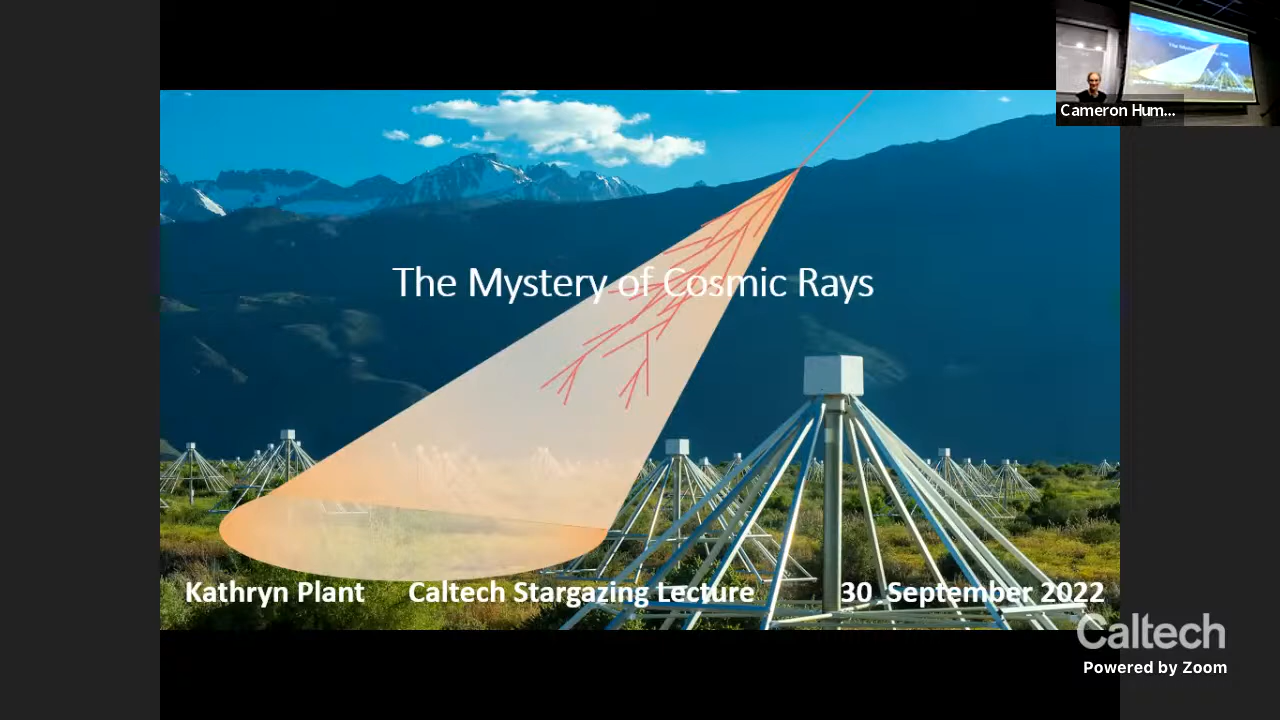 Cameron Hum...
The Mystery of Cosmic Rays
Kathryn Plant Caltech Stargazing Lecture 30 September 2022
Caltech
Powered by Zoom